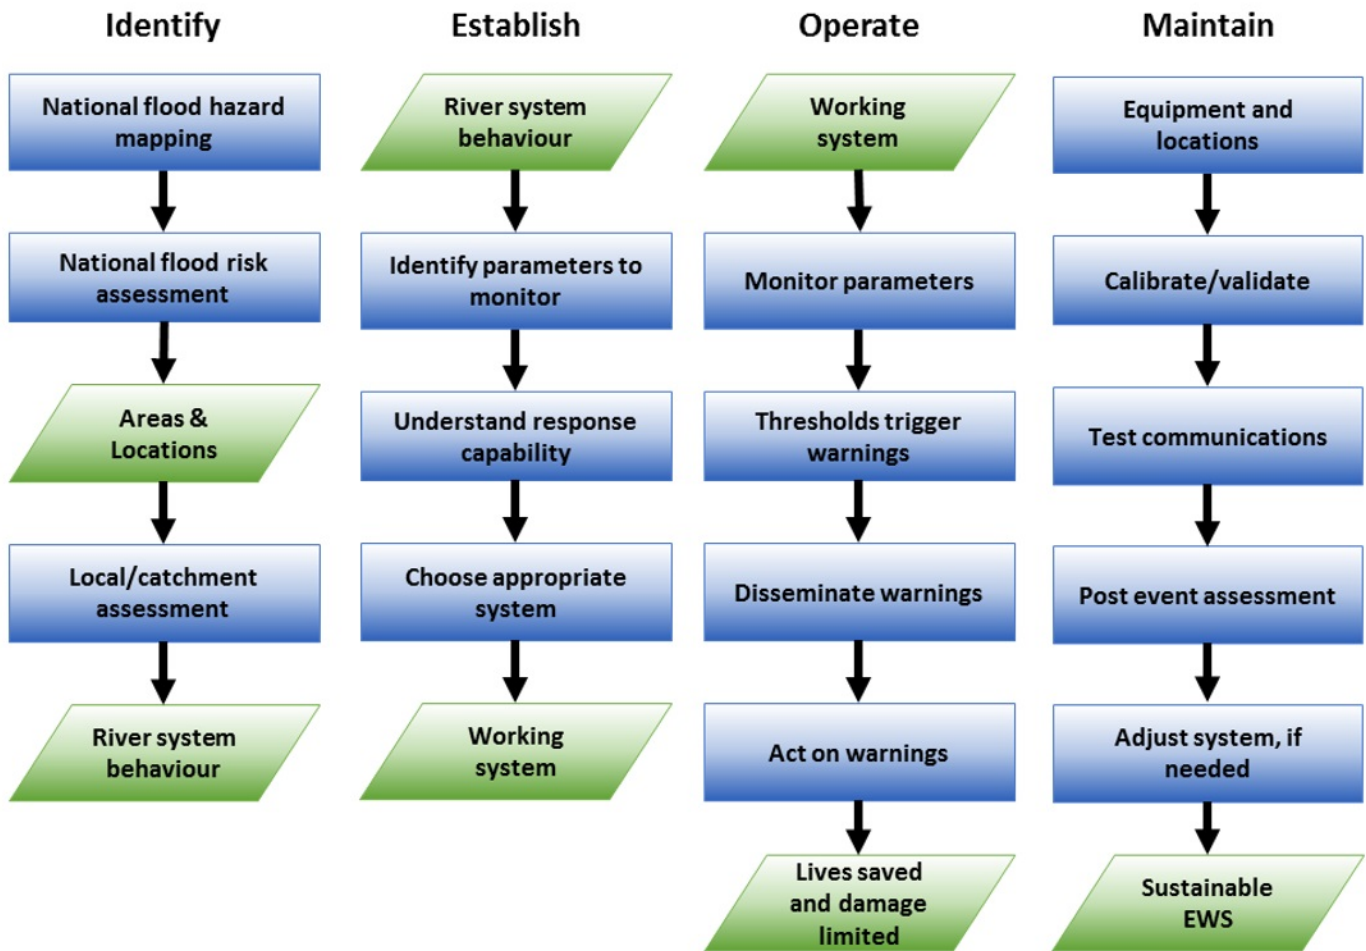 Identify
National flood hazard
mapping
National flood risk
assessment
Areas &
Locations
Local/catchment
assessment
River system
behaviour
Establish
River system
behaviour
Identify parameters to
monitor
Understand response
capability
Choose appropriate
system
Working
system
Operate
Working
system
Monitor parameters
Thresholds trigger
warnings
Disseminate warnings
Act on warnings
Lives saved
and damage
limited
Maintain
Equipment and
locations
Calibrate/validate
Test communications
Post event assessment
Adjust system, if
needed
Sustainable
EWS